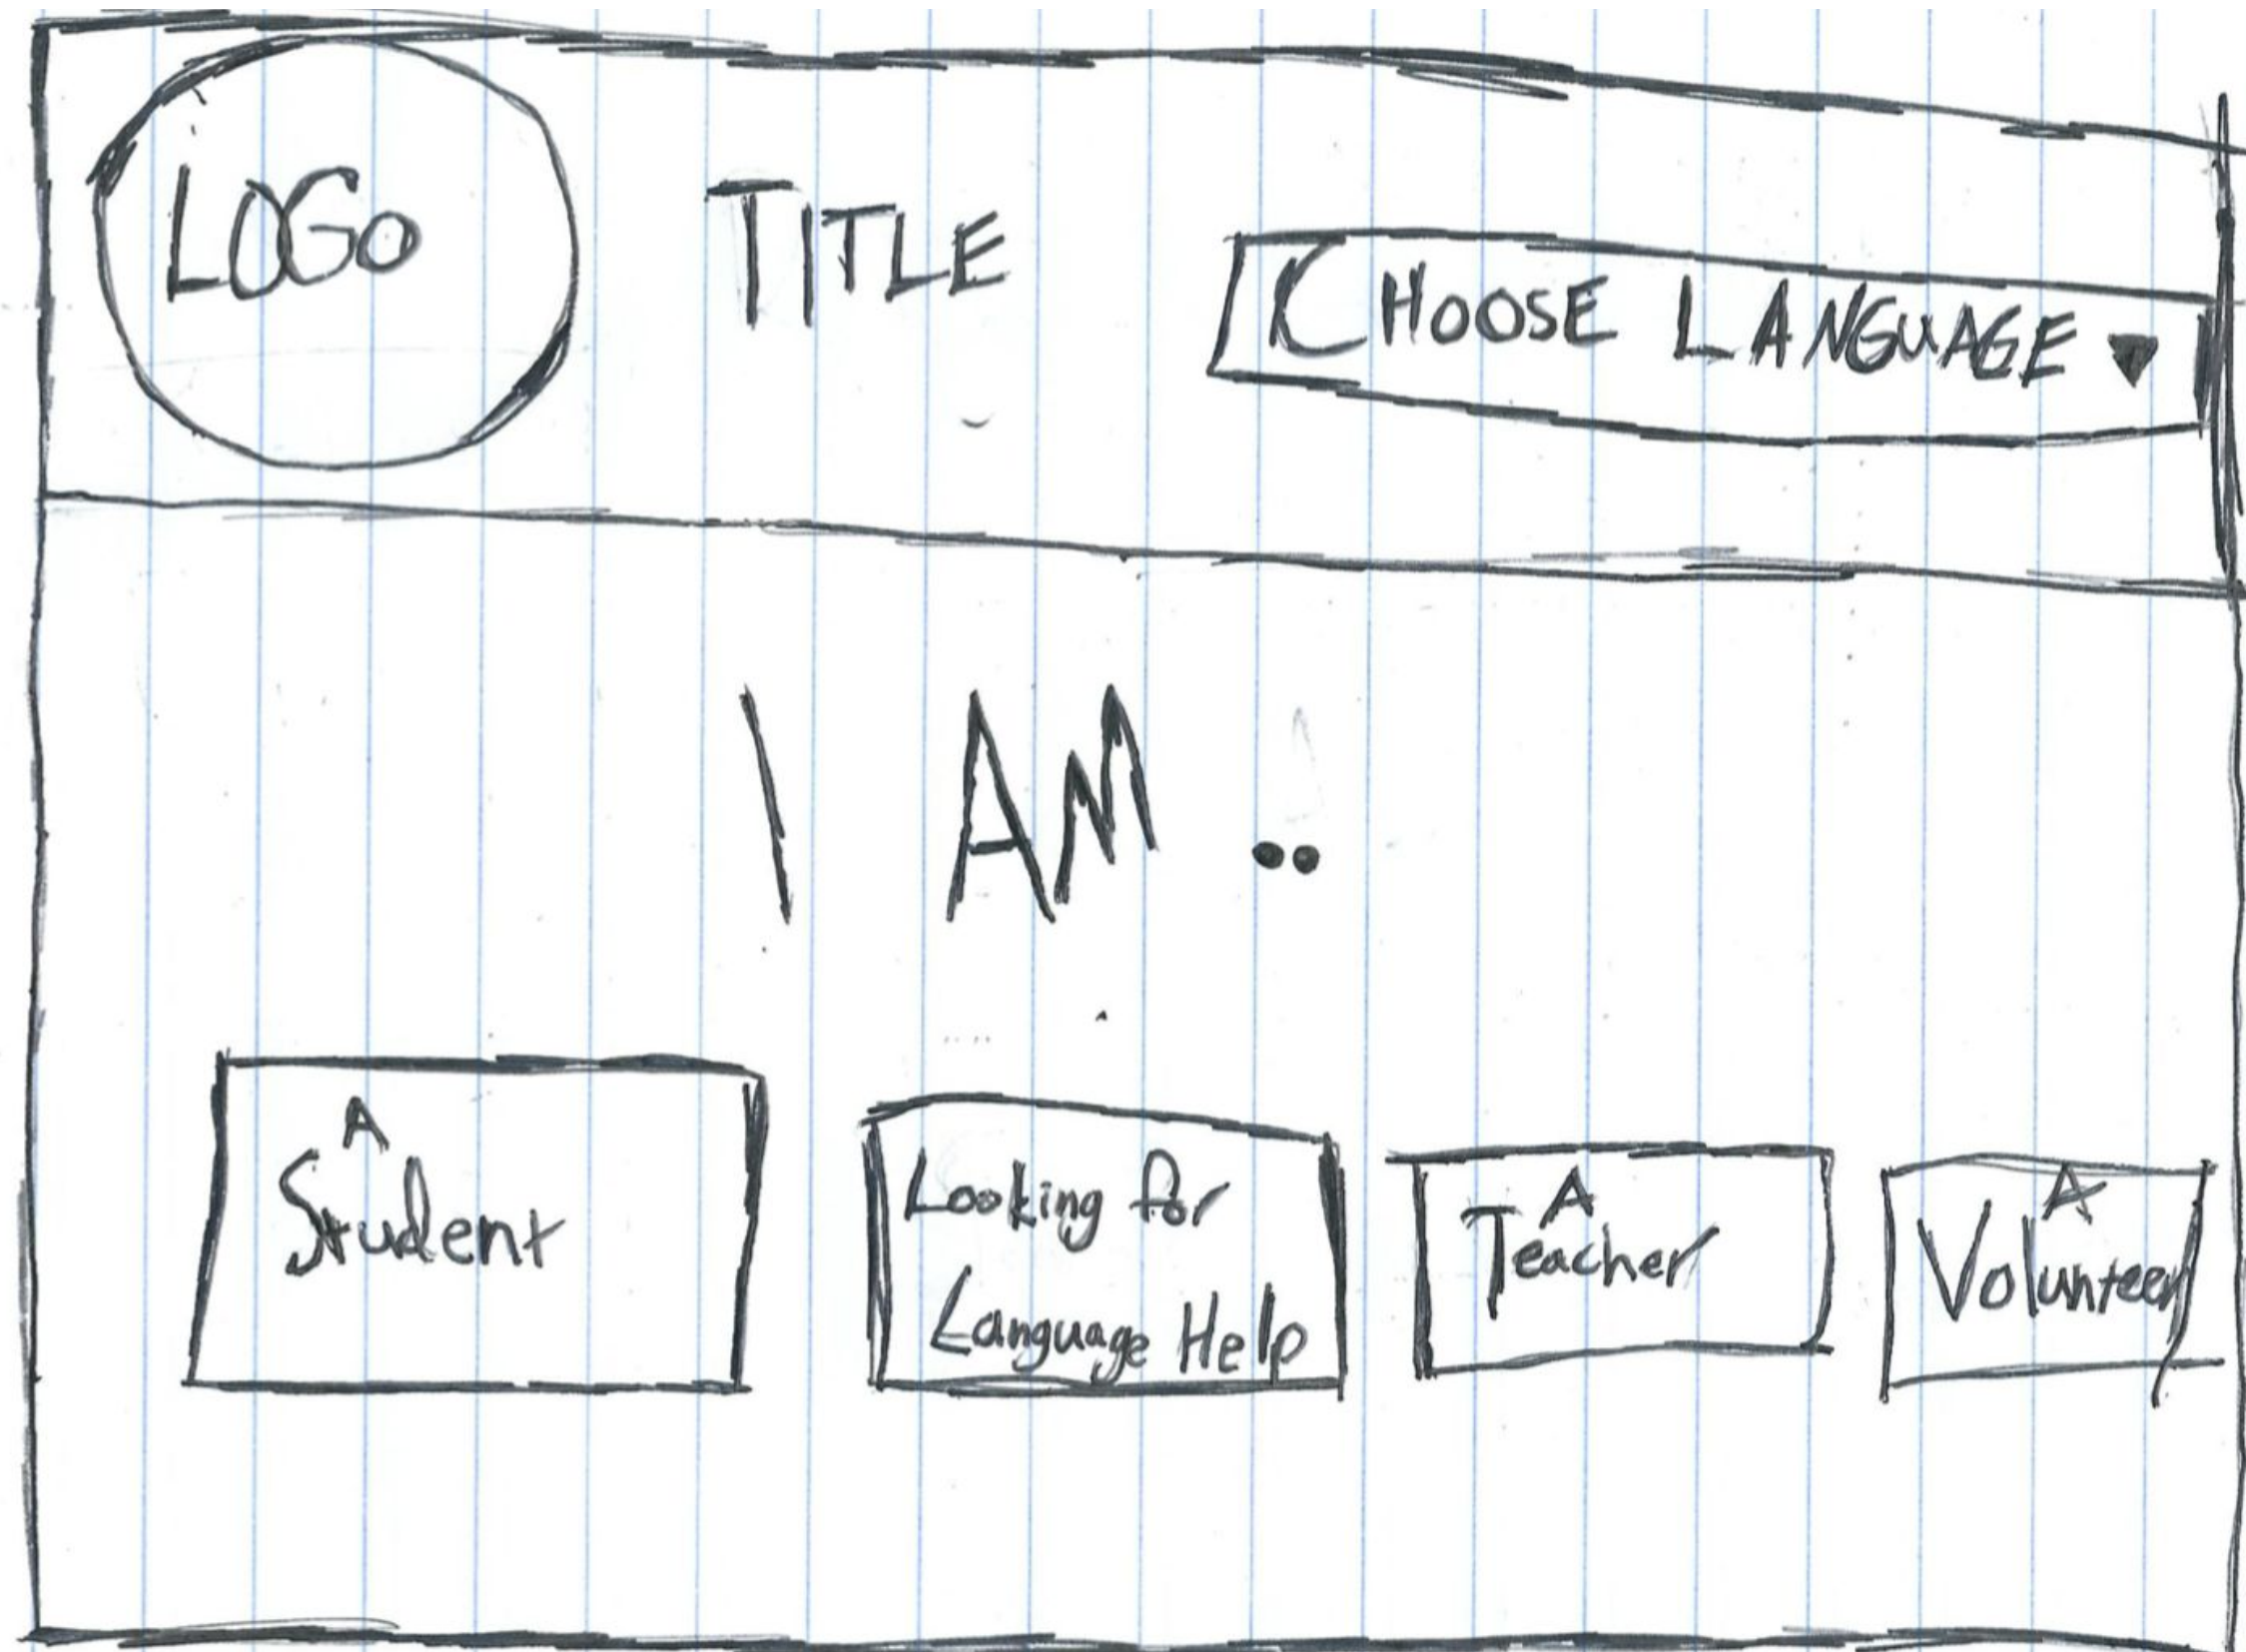 LOGO
TITLE
CHOOSE LANGUAGE ▼
I AM ..
A
Student
Looking for
Language Help
A
Teacher
A
Volunteer